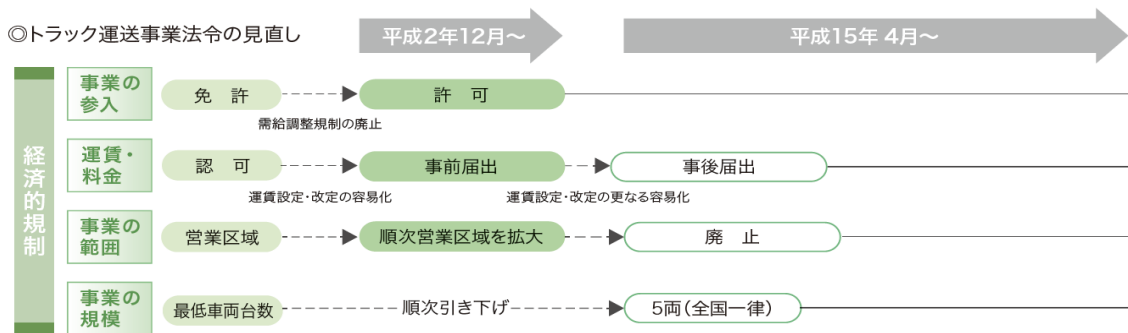 ◎トラック運送事業法令の見直し
平成2年12月～
平成15年 4月～
経済的規制
事業の
参入
免 許
許 可
需給調整規制の廃止
運賃・
料金
認 可
事前届出
事後届出
運賃設定・改定の容易化
運賃設定・改定の更なる容易化
事業の
範囲
営業区域
順次営業区域を拡大
廃 止
事業の
規模
最低車両台数
順次引き下げ
5両（全国一律）